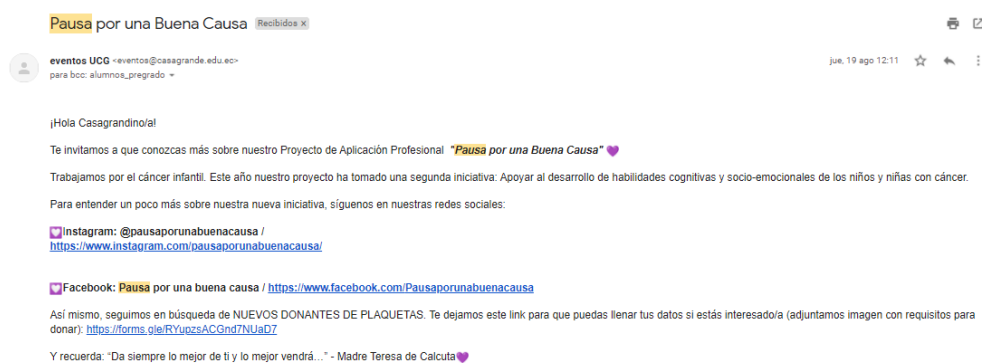 Pausa por una Buena Causa Recibidos x
eventos UCG <eventos@casagrande.edu.ec> jue, 19 ago 12:11
para bcc: alumnos_pregrado
¡Hola Casagrandino/a!
Te invitamos a que conozcas más sobre nuestro Proyecto de Aplicación Profesional "Pausa por una Buena Causa" 💜
Trabajamos por el cáncer infantil. Este año nuestro proyecto ha tomado una segunda iniciativa: Apoyar al desarrollo de habilidades cognitivas y socio-emocionales de los niños y niñas con cáncer.
Para entender un poco más sobre nuestra nueva iniciativa, síguenos en nuestras redes sociales:
💟Instagram: @pausaporunabuenacausa /
https://www.instagram.com/pausaporunabuenacausa/
💟Facebook: Pausa por una buena causa / https://www.facebook.com/Pausaporunabuenacausa
Así mismo, seguimos en búsqueda de NUEVOS DONANTES DE PLAQUETAS. Te dejamos este link para que puedas llenar tus datos si estás interesado/a (adjuntamos imagen con requisitos para
donar): https://forms.gle/RYupzsACGnd7NUaD7
Y recuerda: “Da siempre lo mejor de ti y lo mejor vendrá…” - Madre Teresa de Calcuta💜